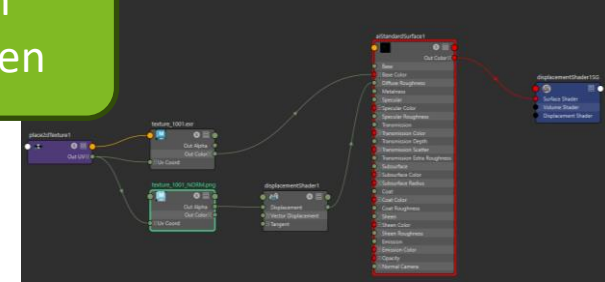 en
place2dTexture1
Out UV
texture_1001.exr
Out Alpha
Out Color
Uv Coord
texture_1001_NORM.png
Out Alpha
Out Color
Uv Coord
displacementShader1
Displacement
Vector Displacement
Tangent
aiStandardSurface1
Out Color
Base
Base Color
Diffuse Roughness
Metalness
Specular
Specular Color
Specular Roughness
Transmission
Transmission Color
Transmission Depth
Transmission Scatter
Transmission Extra Roughness
Subsurface
Subsurface Color
Subsurface Radius
Coat
Coat Color
Coat Roughness
Sheen
Sheen Color
Sheen Roughness
Emission
Emission Color
Opacity
Normal Camera
displacementShader1SG
Surface Shader
Volume Shader
Displacement Shader